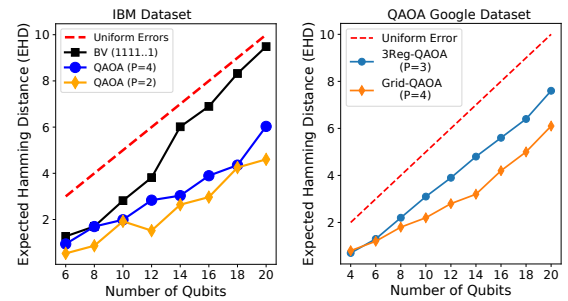 IBM Dataset
Expected Hamming Distance (EHD)
10
8
6
4
2
Uniform Errors
BV (1111..1)
QAOA (P=4)
QAOA (P=2)
6 8 10 12 14 16 18 20
Number of Qubits
QAOA Google Dataset
Expected Hamming Distance (EHD)
10
8
6
4
2
Uniform Error
3Reg-QAOA
(P=3)
Grid-QAOA
(P=4)
4 6 8 10 12 14 16 18 20
Number of Qubits